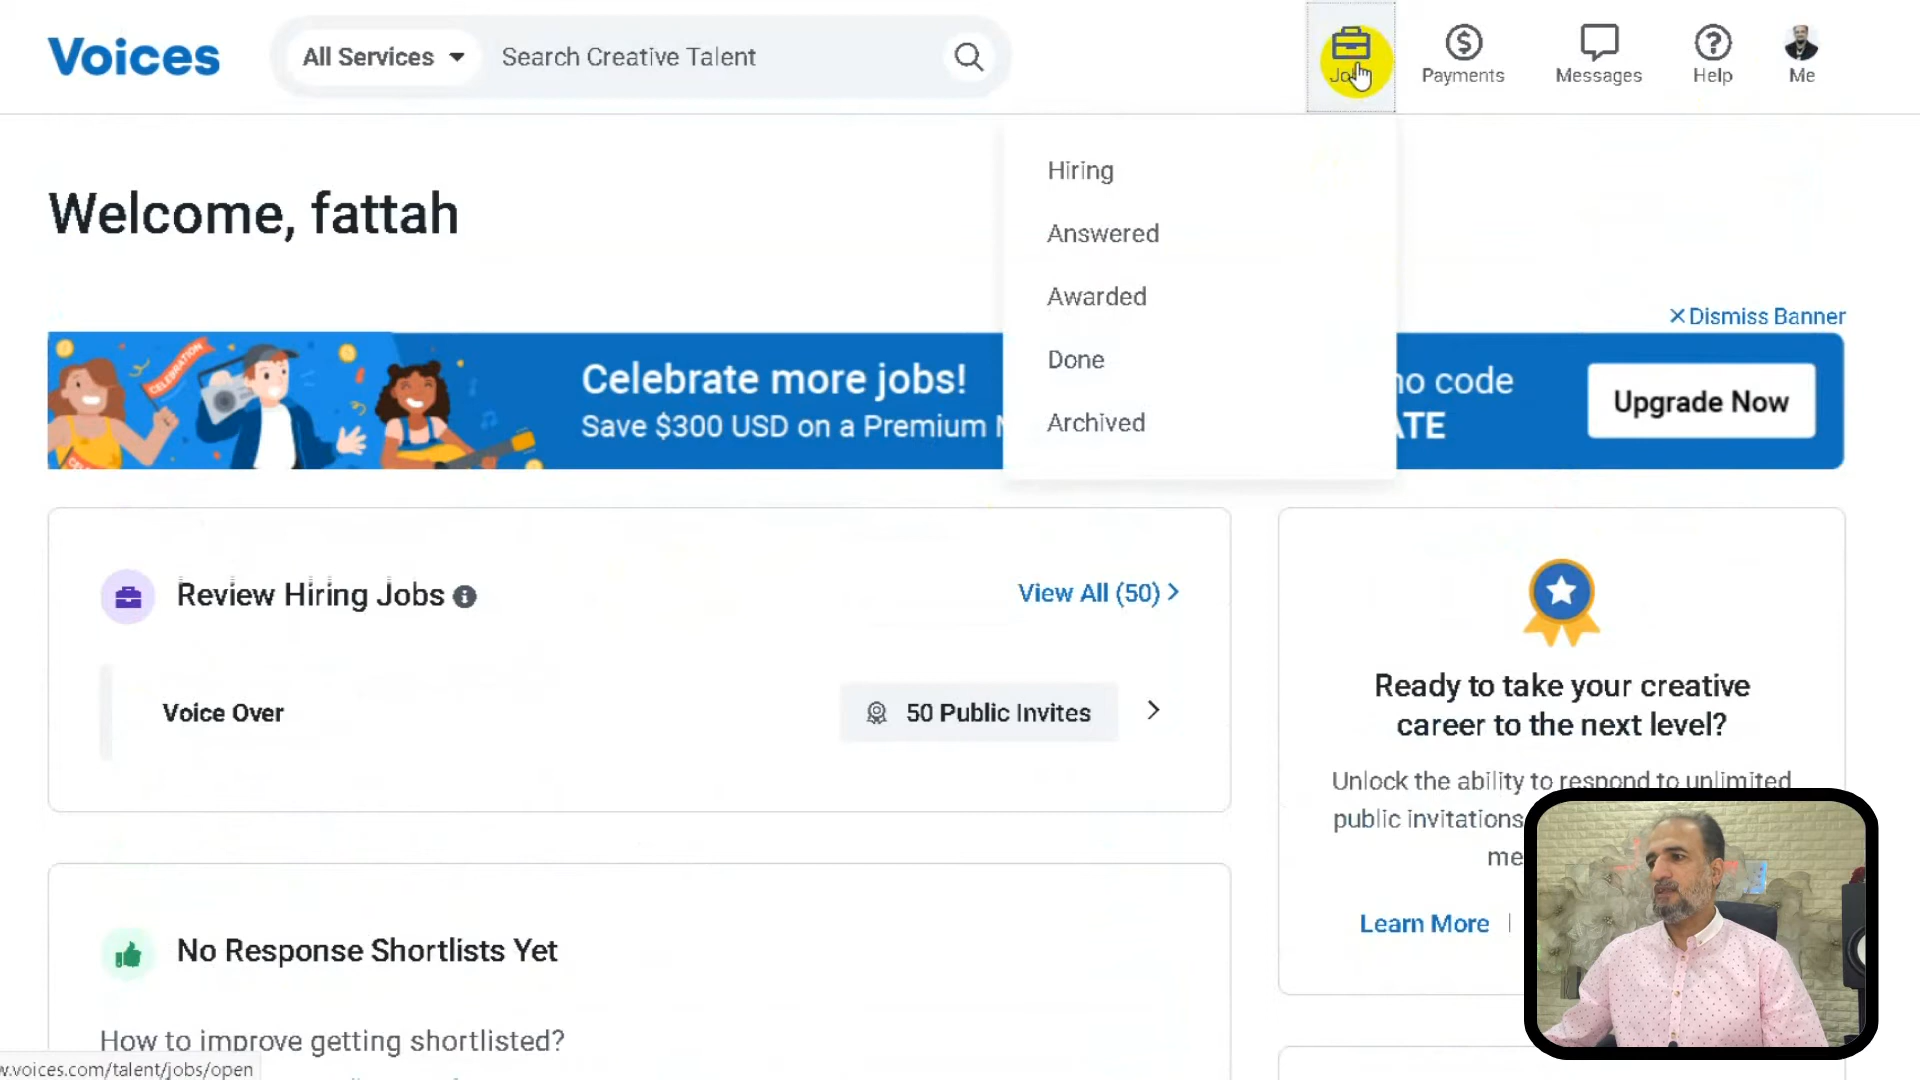 Voices
All Services
Search Creative Talent
Payments
Messages
Help
Me
Hiring
Answered
Awarded
Done
Archived
Welcome, fattah
Dismiss Banner
CELEBRATION
Celebrate more jobs!
Save $300 USD on a Premium
code
Upgrade Now
Review Hiring Jobs
View All (50)
Voice Over
50 Public Invites
Ready to take your creative
career to the next level?
Unlock the ability to respond to unlimited
public invitations
Learn More
No Response Shortlists Yet
How to improve getting shortlisted?
w.voices.com/talent/jobs/open